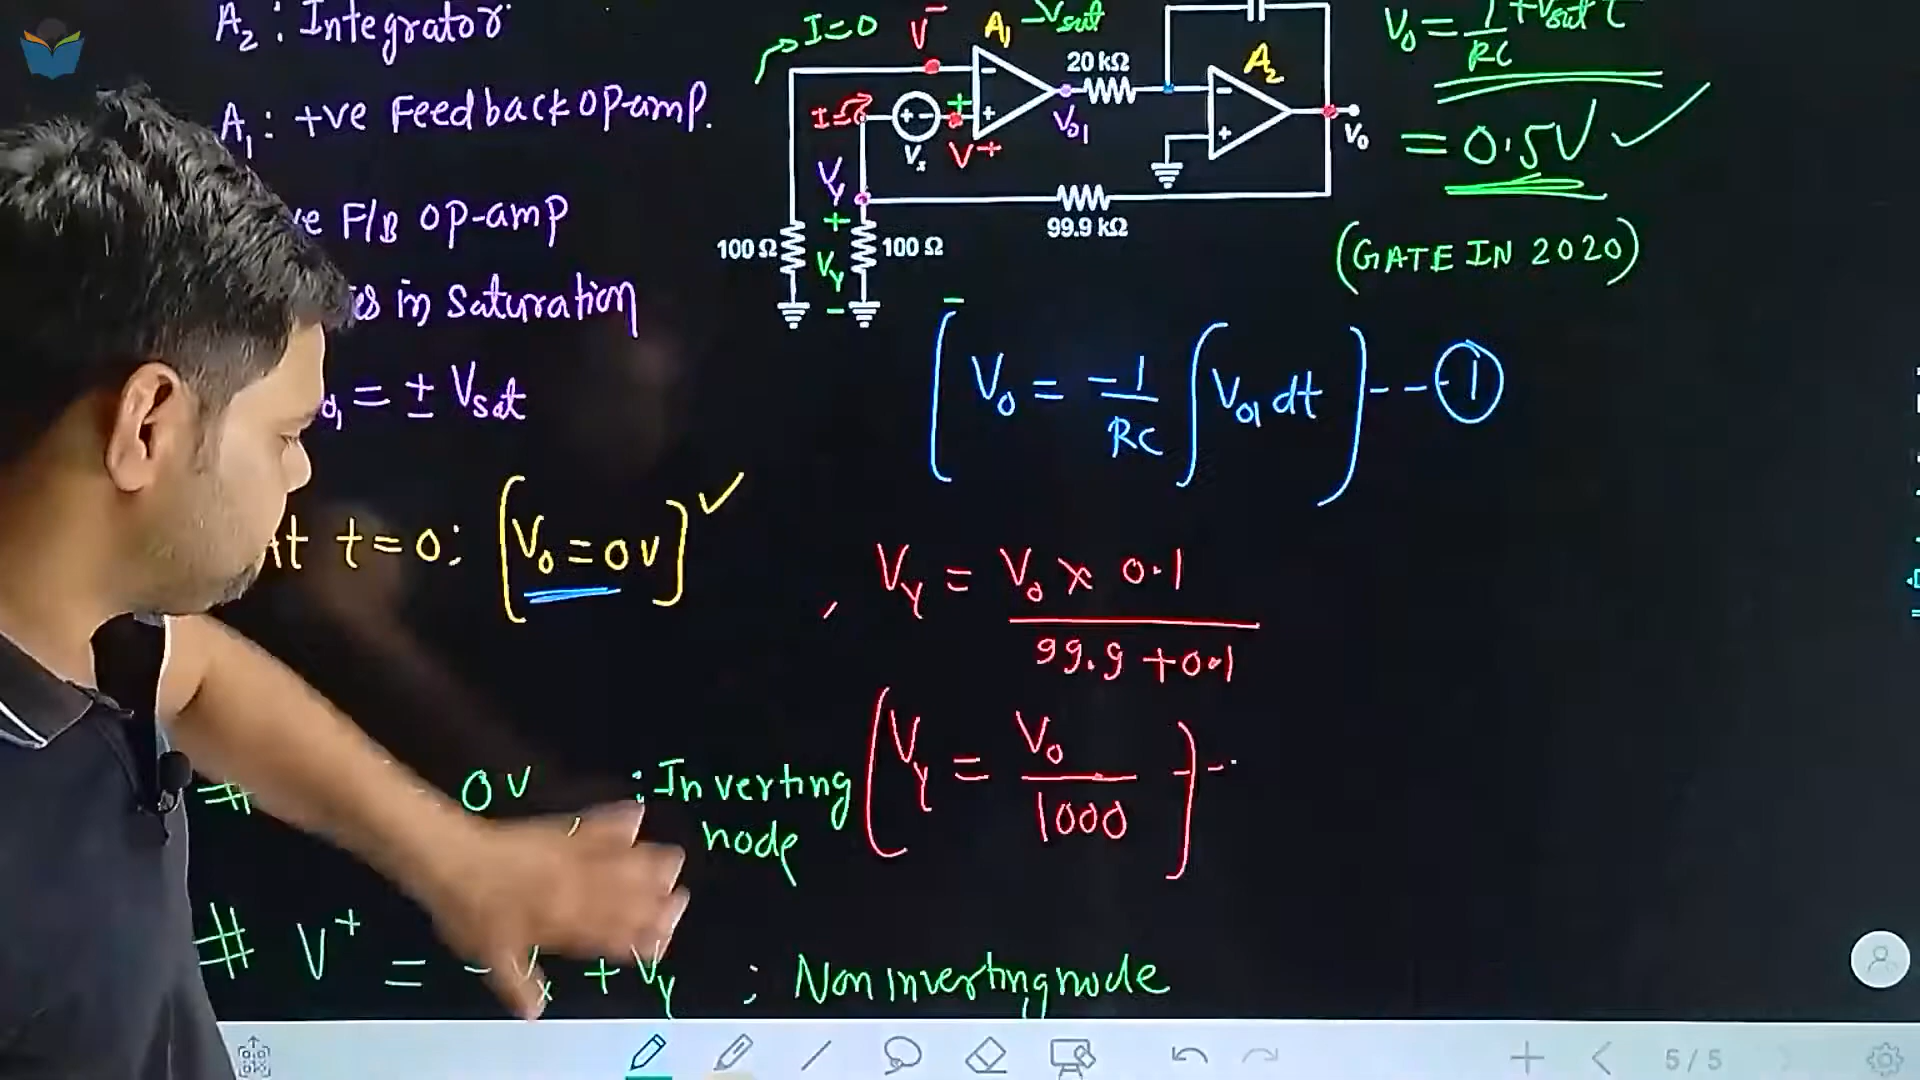 A₂ : Integrator
A₁ : +ve Feedback Op-amp.
F/B Op-amp
in Saturation
= ± Vsat
t = 0 : [V₀ = 0 V] ✓
# 0 V : Inverting
node
# V⁺ = - Vₓ + Vy ; Non inverting node
I=0
V⁻
A₁
-Vsat
20 kΩ
A₂
I
+ -
Vₓ
V⁺
V₀₁
V₀
Vy
+
Vy
-
100 Ω
100 Ω
99.9 kΩ
V₀ = 1/RC +Vsat t
= 0.5V ✓
(GATE IN 2020)
[V₀ = -1/RC ∫ V₀₁ dt] --- ①
Vy = V₀ × 0.1
99.9 + 0.1
[Vy = V₀/1000] --
5 / 5